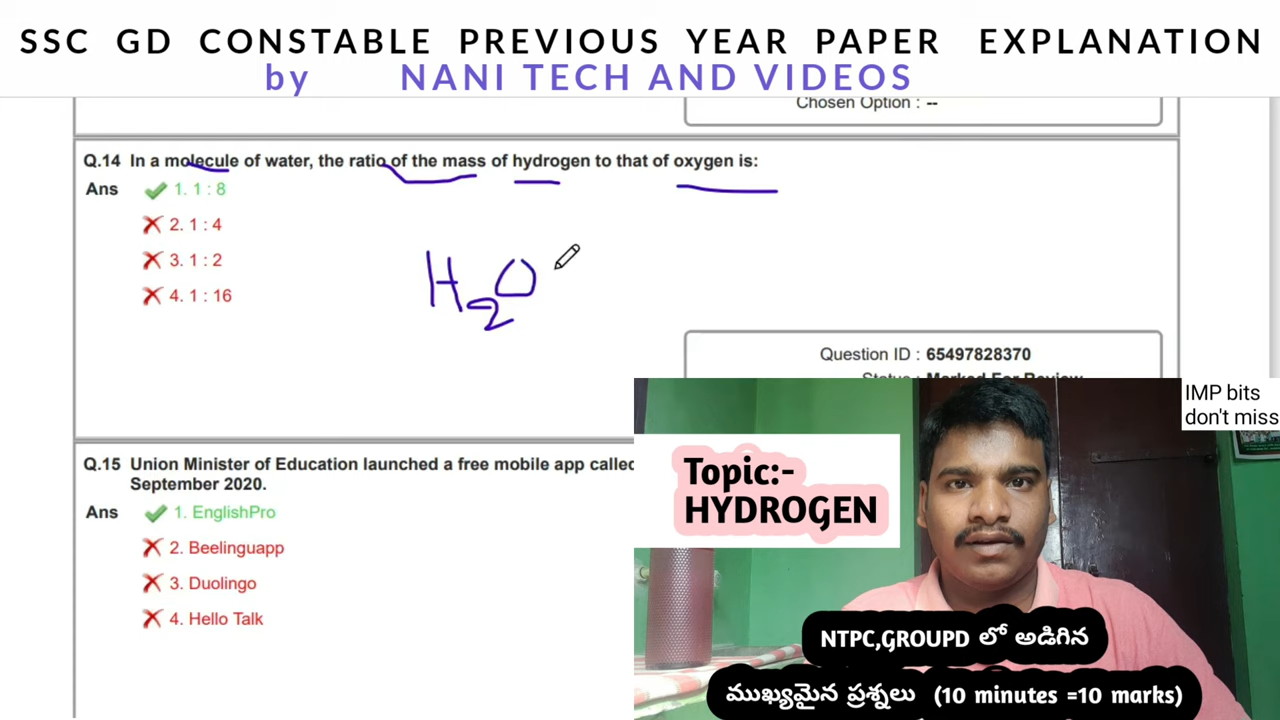 SSC GD CONSTABLE PREVIOUS YEAR PAPER EXPLANATION
by NANI TECH AND VIDEOS
Chosen Option : --
Q.14 In a molecule of water, the ratio of the mass of hydrogen to that of oxygen is:
Ans 1. 1 : 8
2. 1 : 4
3. 1 : 2
4. 1 : 16
H2O
Question ID : 65497828370
Status : Marked For Review
IMP bits
don't miss
Topic:-
HYDROGEN
Q.15 Union Minister of Education launched a free mobile app called
September 2020.
Ans 1. EnglishPro
2. Beelinguapp
3. Duolingo
4. Hello Talk
NTPC,GROUPD లో అడిగిన
ముఖ్యమైన ప్రశ్నలు (10 minutes =10 marks)